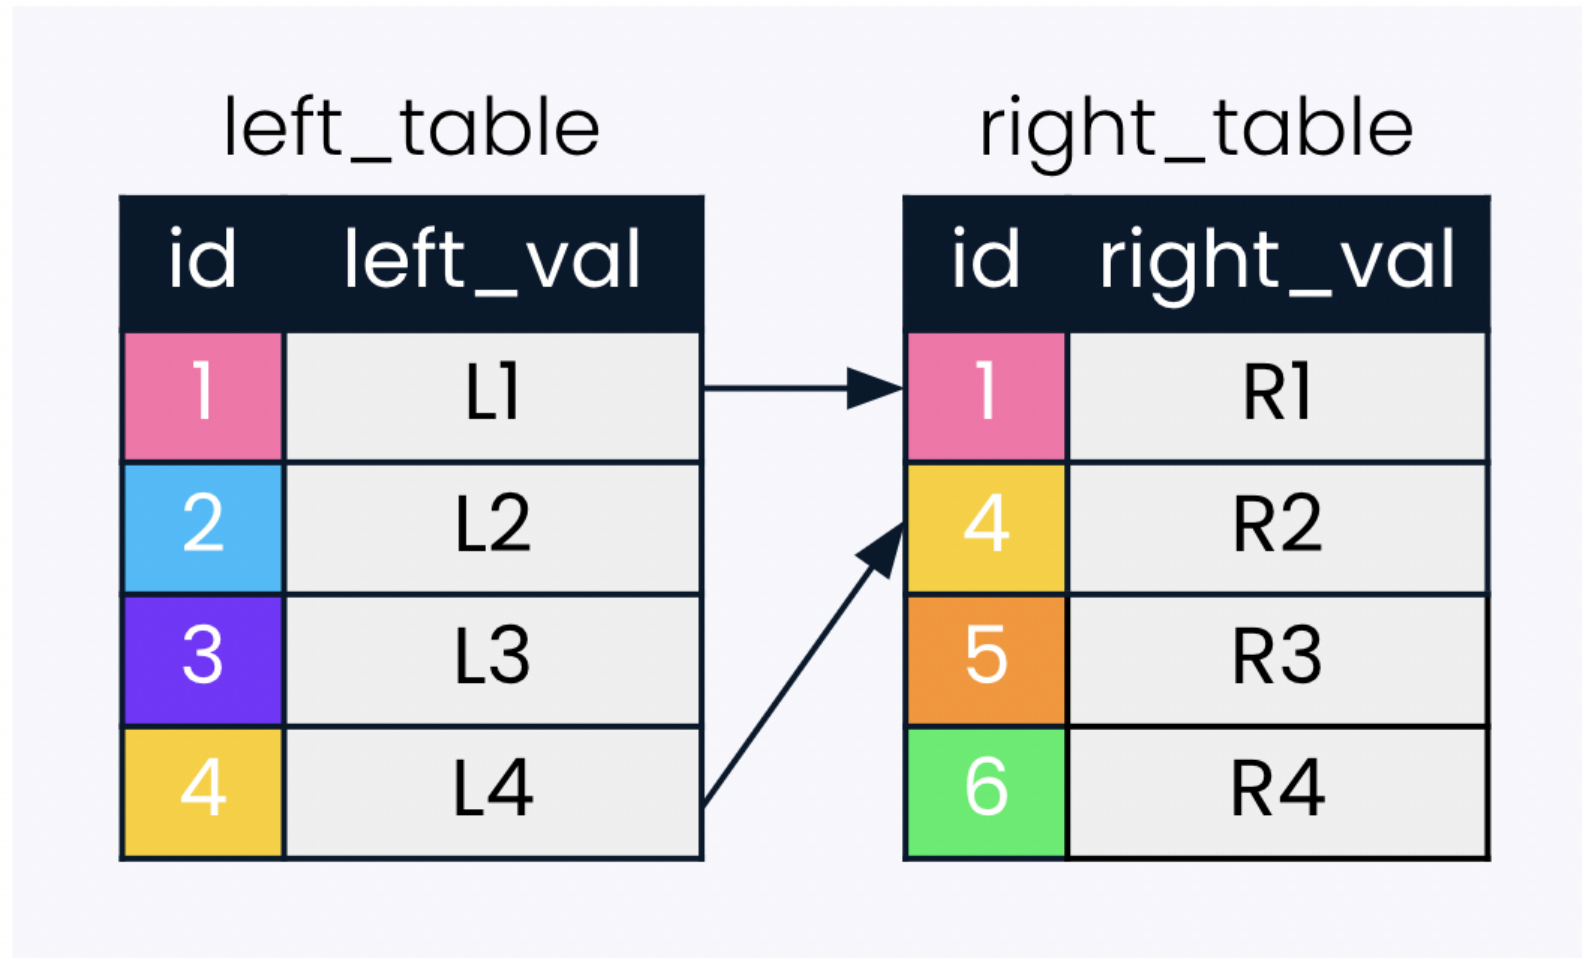 left_table right_table
id left_val id right_val
1 L1 1 R1
2 L2 4 R2
3 L3 5 R3
4 L4 6 R4